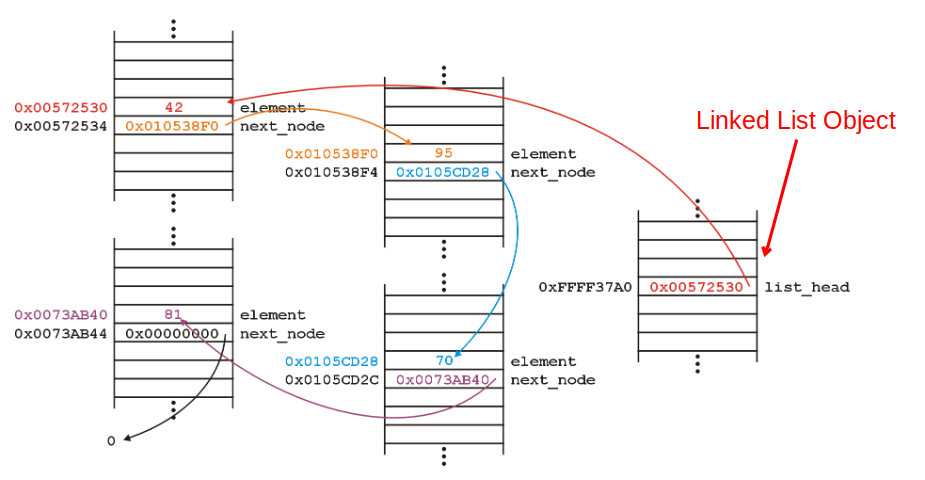 0x00572530 42 element
0x00572534 0x010538F0 next_node
0x010538F0 95 element
0x010538F4 0x0105CD28 next_node
Linked List Object
0xFFFF37A0 0x00572530 list_head
0x0073AB40 81 element
0x0073AB44 0x00000000 next_node
0x0105CD28 70 element
0x0105CD2C 0x0073AB40 next_node
0